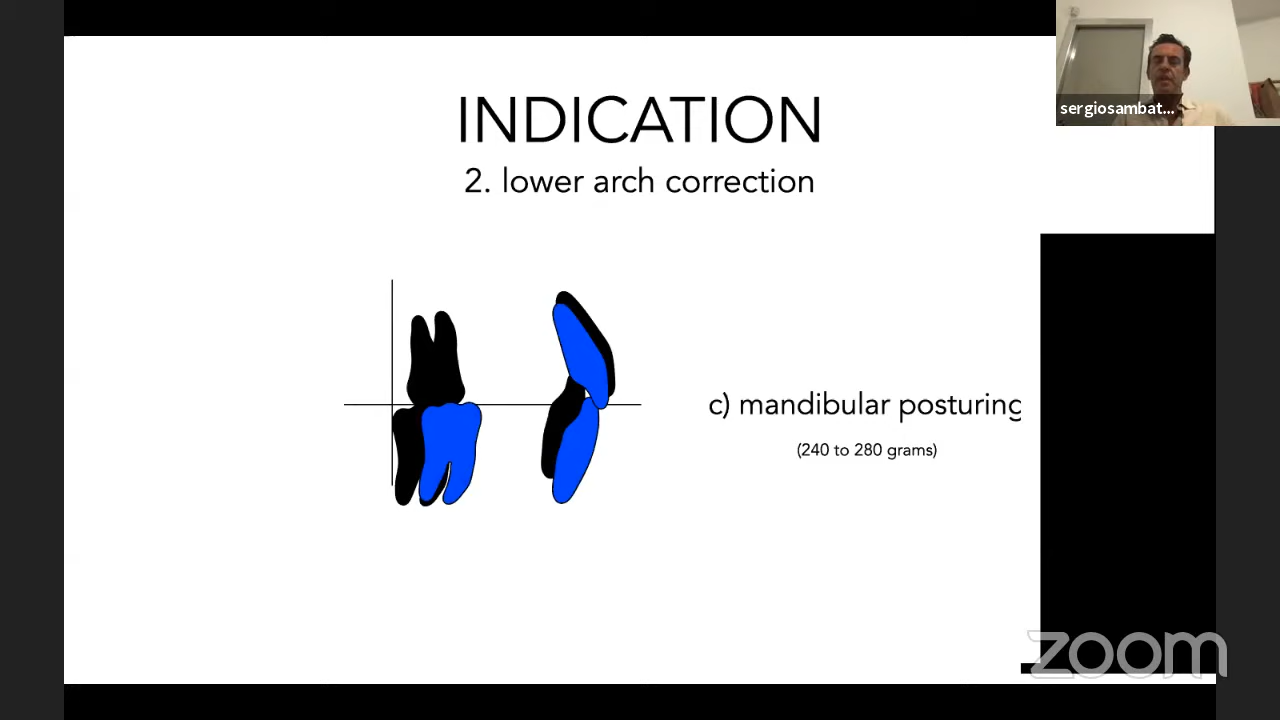 sergiosambat...
INDICATION
2. lower arch correction
c) mandibular posturing
(240 to 280 grams)
zoom